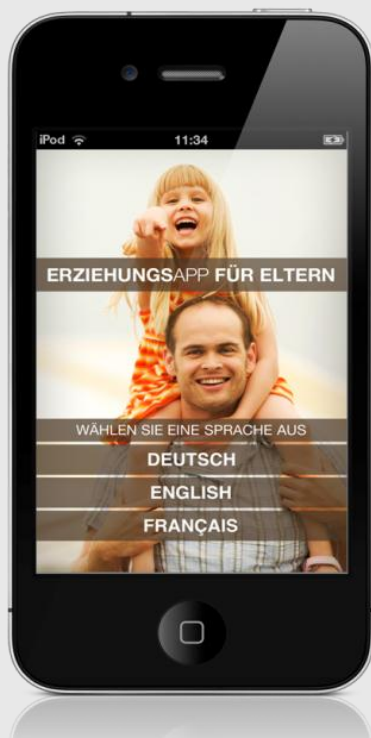 iPod 11:34
ERZIEHUNGSAPP FÜR ELTERN
WÄHLEN SIE EINE SPRACHE AUS
DEUTSCH
ENGLISH
FRANÇAIS